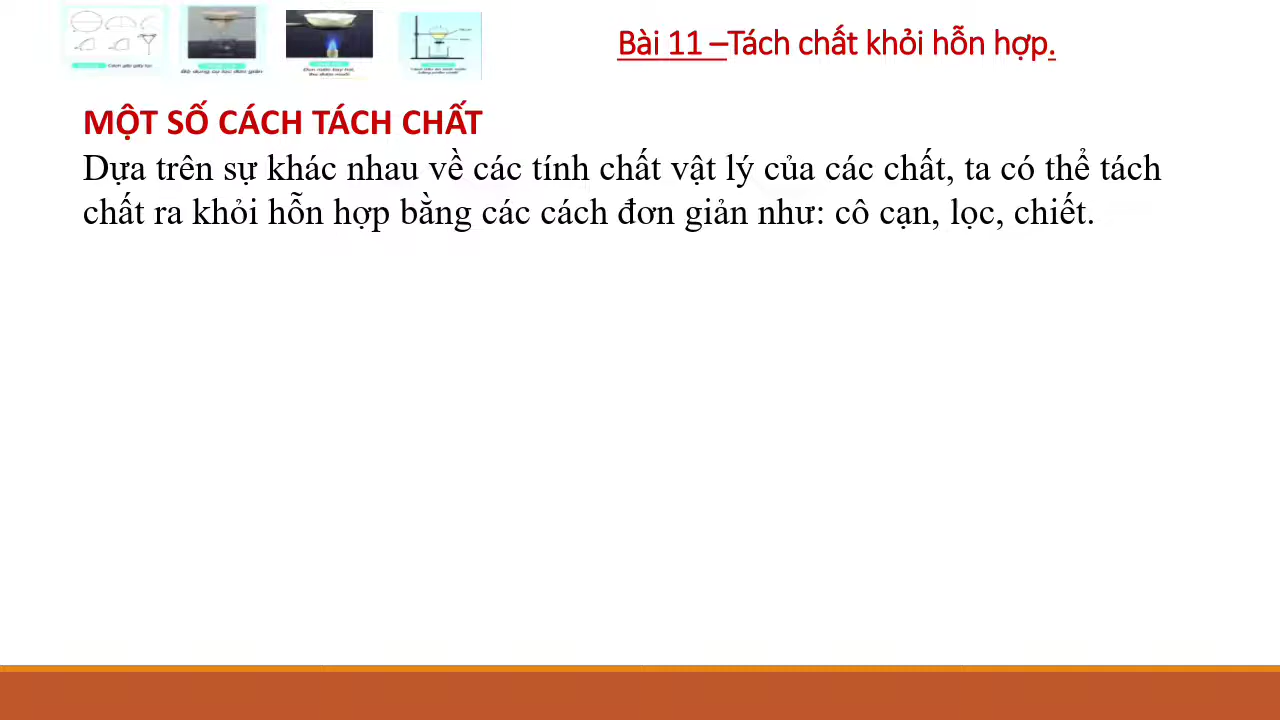 Bài 11 –Tách chất khỏi hỗn hợp.
MỘT SỐ CÁCH TÁCH CHẤT
Dựa trên sự khác nhau về các tính chất vật lý của các chất, ta có thể tách
chất ra khỏi hỗn hợp bằng các cách đơn giản như: cô cạn, lọc, chiết.